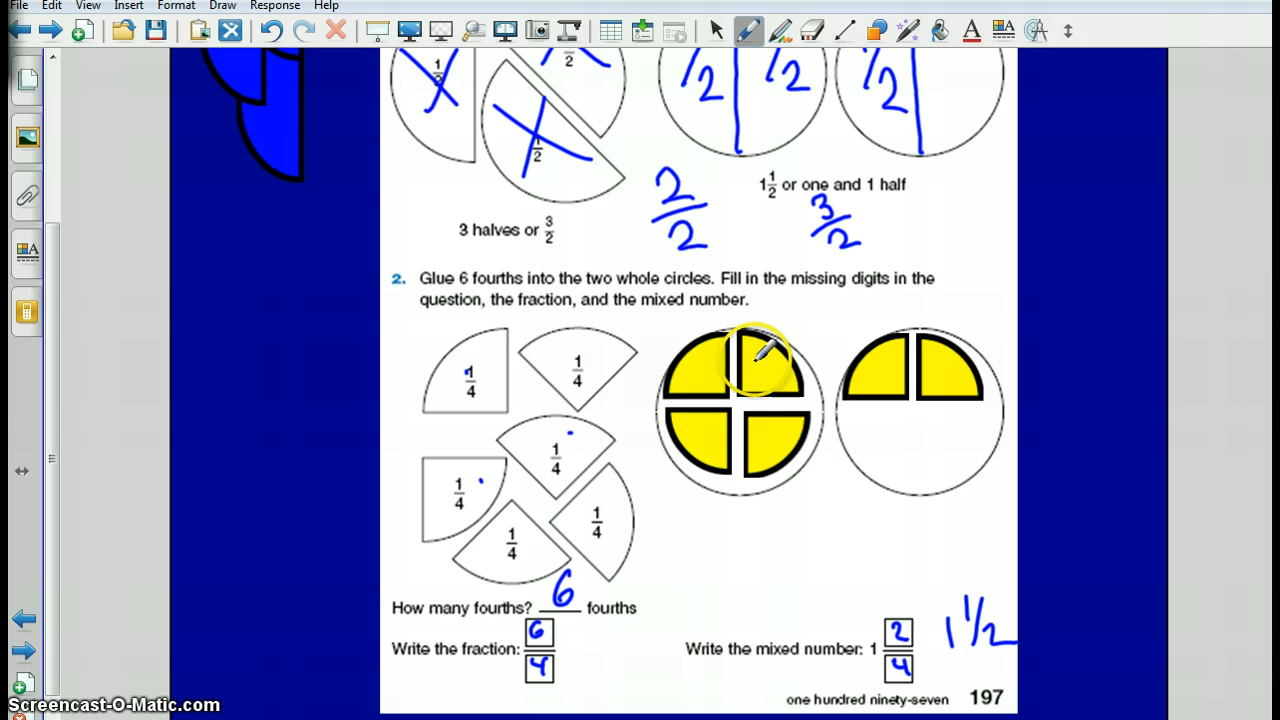 File Edit View Insert Format Draw Response Help
1/2
2
1/2
1/2 1/2 1/2
2/2
1 1/2 or one and 1 half
3/2
3 halves or 3/2
2. Glue 6 fourths into the two whole circles. Fill in the missing digits in the
question, the fraction, and the mixed number.
1/4 1/4
1/4
1/4 1/4
1/4
How many fourths? 6 fourths
Write the fraction: 6/4
Write the mixed number: 1 2/4 1 1/2
one hundred ninety-seven 197
Screencast-O-Matic.com